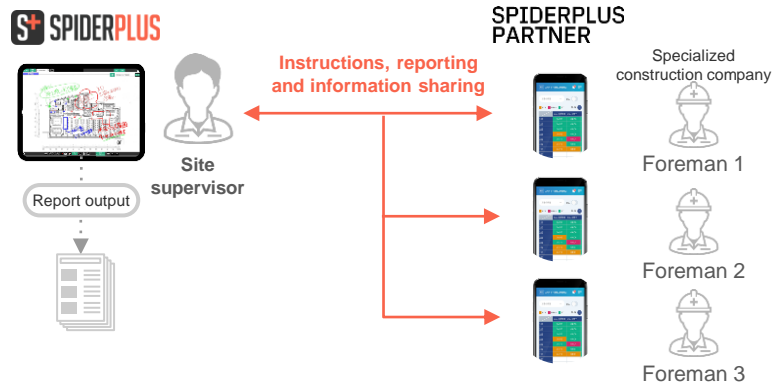 S+ SPIDERPLUS
SPIDERPLUS
PARTNER
Instructions, reporting
and information sharing
Specialized
construction company
Site
supervisor
Report output
Foreman 1
Foreman 2
Foreman 3